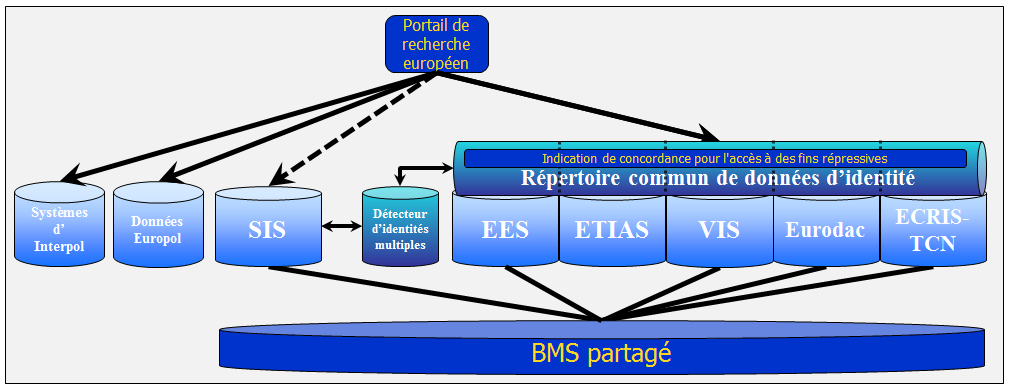 Portail de
recherche
européen
Indication de concordance pour l'accès à des fins répressives
Répertoire commun de données d'identité
Systèmes
d'
Interpol
Données
Europol
SIS
Détecteur
d'identités
multiples
EES
ETIAS
VIS
Eurodac
ECRIS-
TCN
BMS partagé